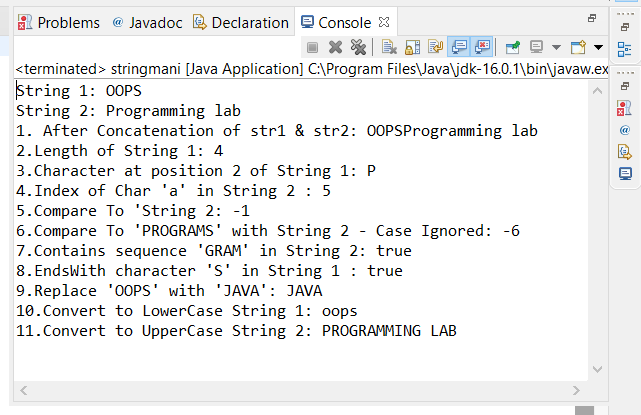 Problems @ Javadoc Declaration Console
<terminated> stringmani [Java Application] C:\Program Files\Java\jdk-16.0.1\bin\javaw.ex
String 1: OOPS
String 2: Programming lab
1. After Concatenation of str1 & str2: OOPSProgramming lab
2.Length of String 1: 4
3.Character at position 2 of String 1: P
4.Index of Char 'a' in String 2 : 5
5.Compare To 'String 2: -1
6.Compare To 'PROGRAMS' with String 2 - Case Ignored: -6
7.Contains sequence 'GRAM' in String 2: true
8.EndsWith character 'S' in String 1 : true
9.Replace 'OOPS' with 'JAVA': JAVA
10.Convert to LowerCase String 1: oops
11.Convert to UpperCase String 2: PROGRAMMING LAB